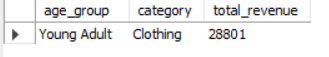 age_group category total_revenue
Young Adult Clothing 28801